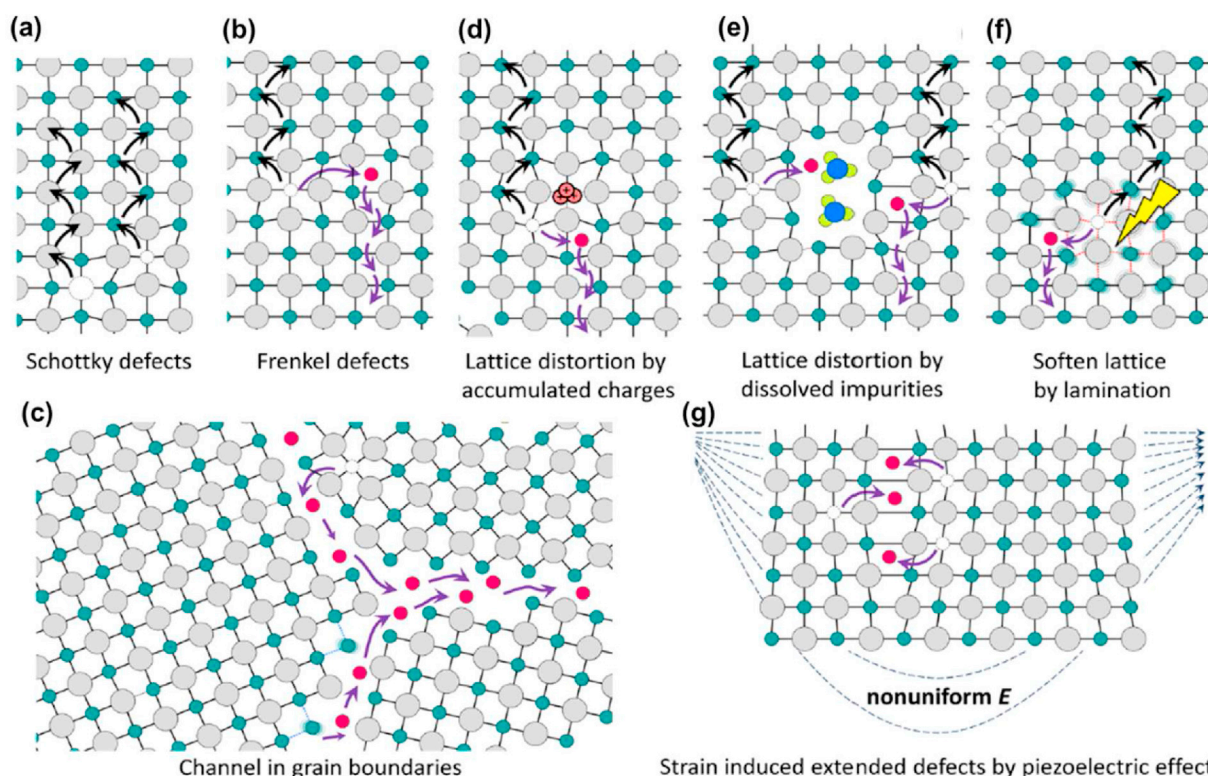 (a)
(b)
(d)
(e)
(f)
Schottky defects
Frenkel defects
Lattice distortion by
accumulated charges
Lattice distortion by
dissolved impurities
Soften lattice
by lamination
(c)
(g)
nonuniform E
Channel in grain boundaries
Strain induced extended defects by piezoelectric effect